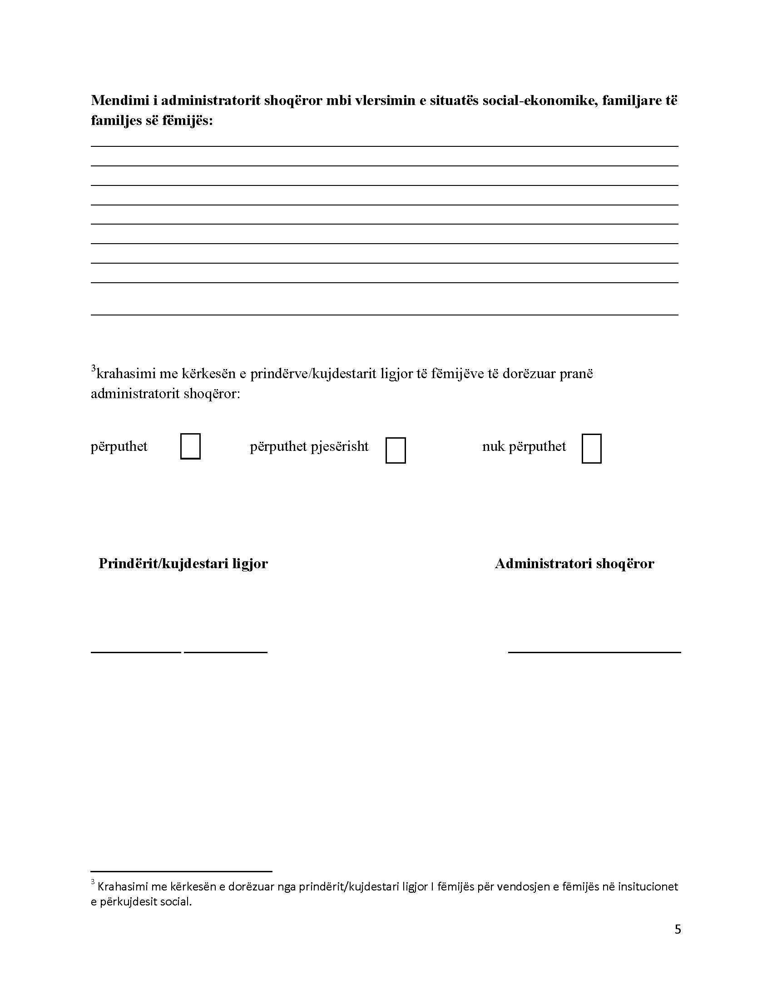 Mendimi i administratorit shoqëror mbi vlersimin e situatës social-ekonomike, familjare të
familjes së fëmijës:
³krahasimi me kërkesën e prindërve/kujdestarit ligjor të fëmijëve të dorëzuar pranë
administratorit shoqëror:
përputhet përputhet pjesërisht nuk përputhet
Prindërit/kujdestari ligjor Administratori shoqëror
³ Krahasimi me kërkesën e dorëzuar nga prindërit/kujdestari ligjor I fëmijës për vendosjen e fëmijës në insitucionet
e përkujdesit social.
5